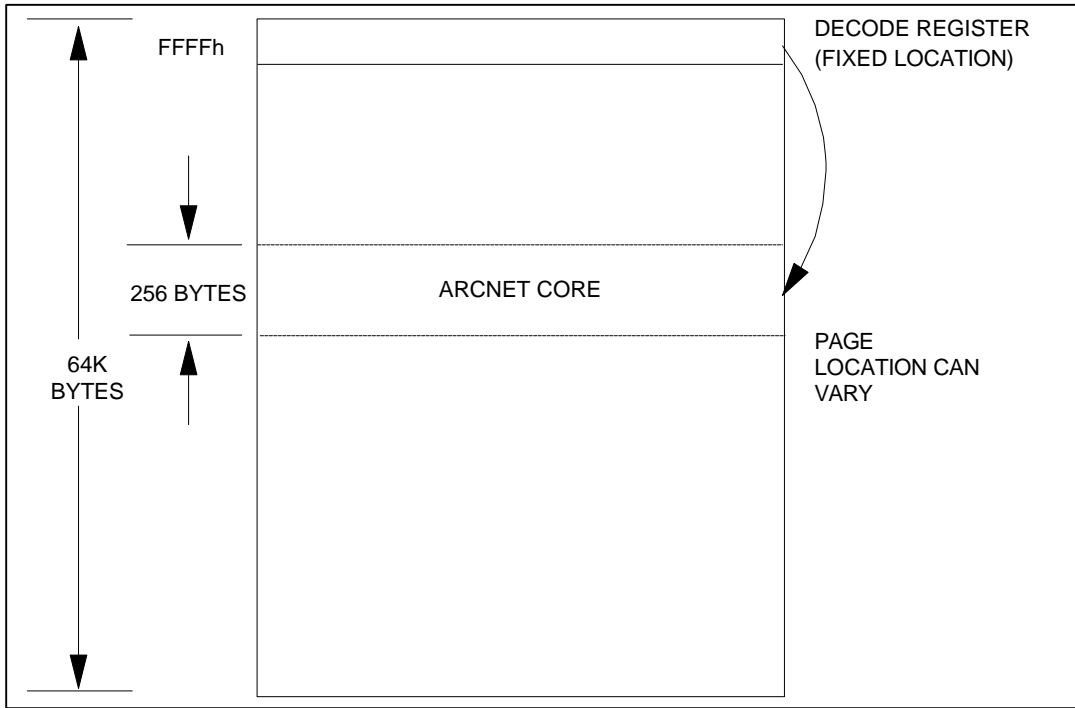 FFFFh
DECODE REGISTER
(FIXED LOCATION)
256 BYTES
ARCNET CORE
64K
BYTES
PAGE
LOCATION CAN
VARY